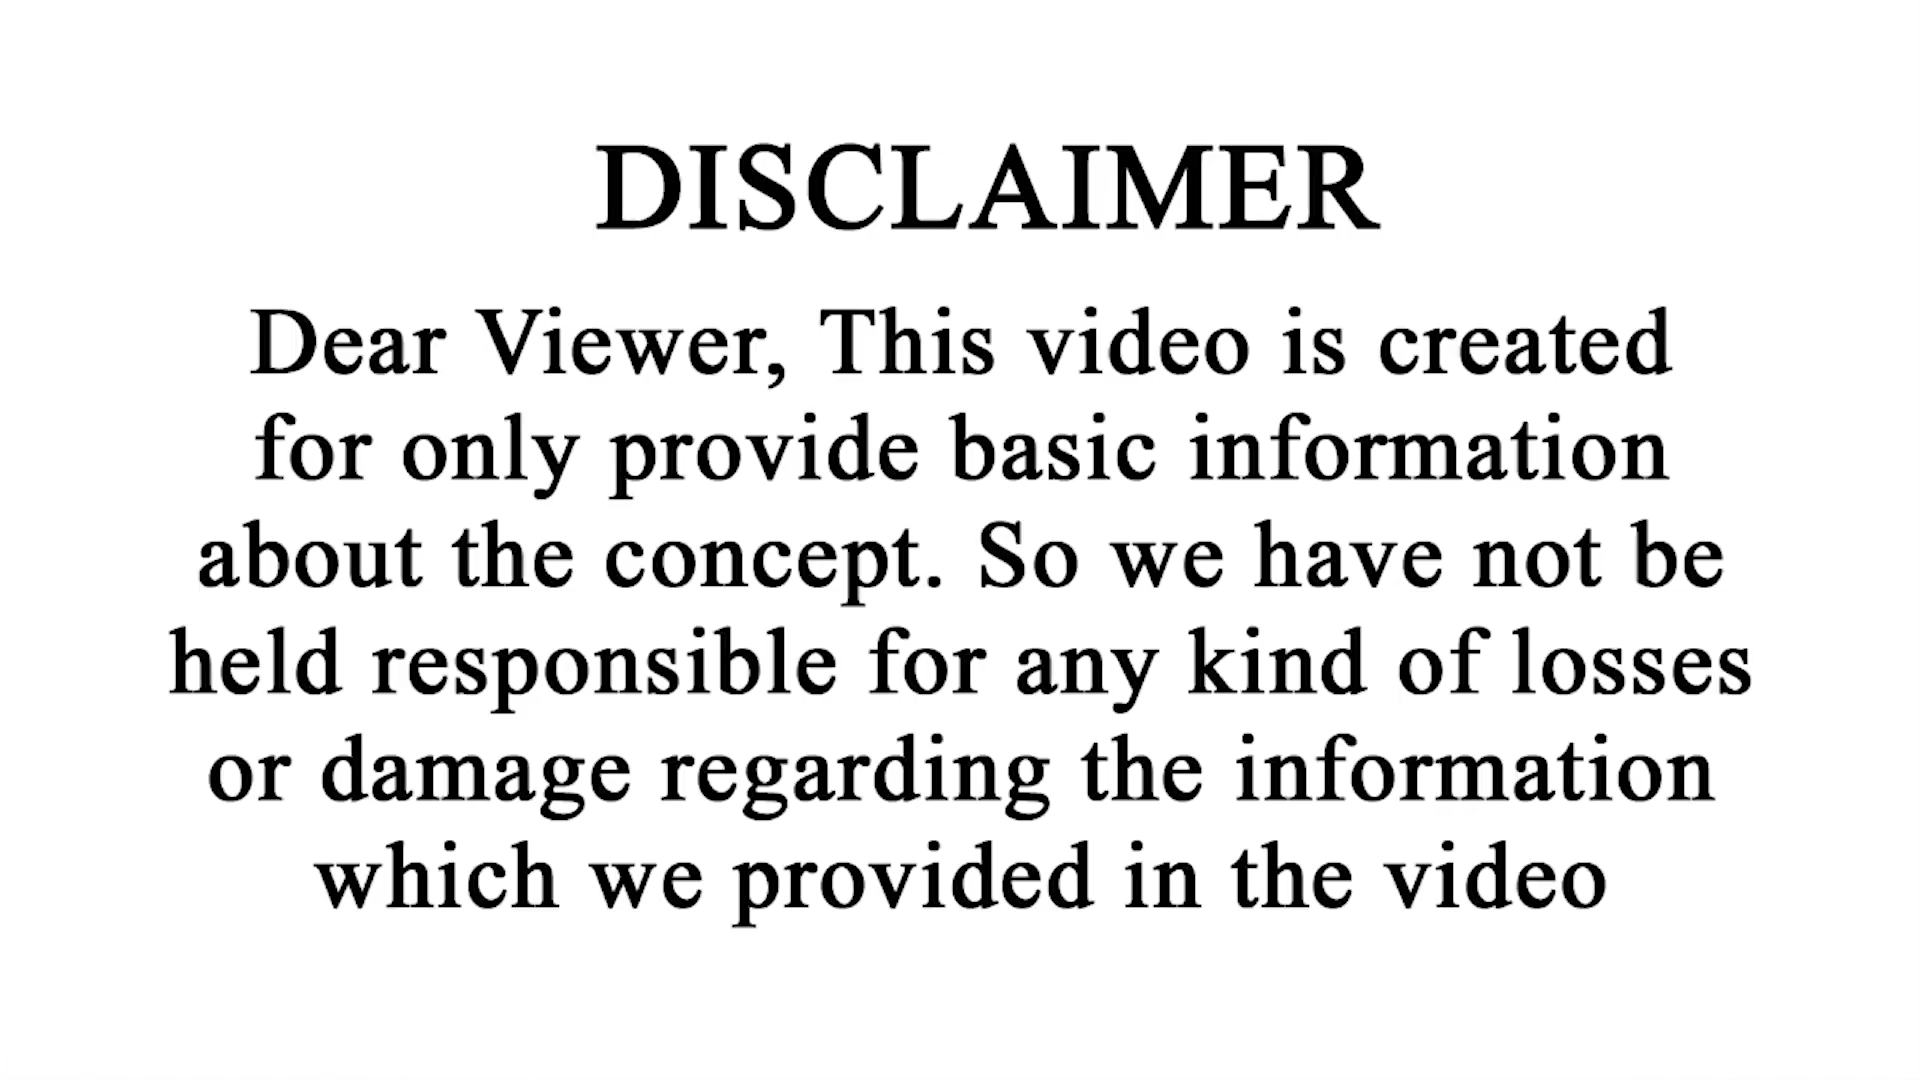 DISCLAIMER
Dear Viewer, This video is created
for only provide basic information
about the concept. So we have not be
held responsible for any kind of losses
or damage regarding the information
which we provided in the video